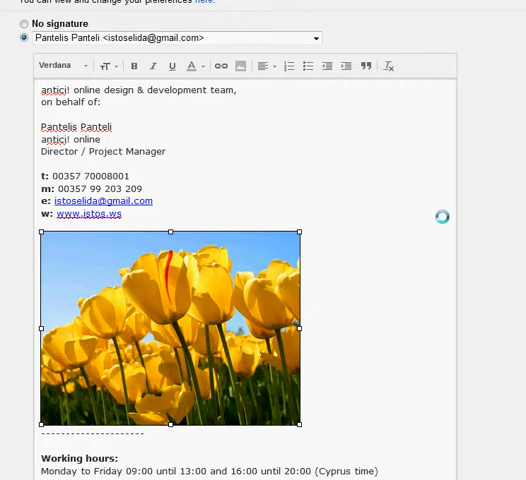 You can view and change your preferences here.
No signature
Pantelis Panteli <istoselida@gmail.com>
Verdana
T
B
I
U
A
antici! online design & development team,
on behalf of:
Pantelis Panteli
antici! online
Director / Project Manager
t: 00357 70008001
m: 00357 99 203 209
e: istoselida@gmail.com
w: www.istos.ws
--------------------
Working hours:
Monday to Friday 09:00 until 13:00 and 16:00 until 20:00 (Cyprus time)